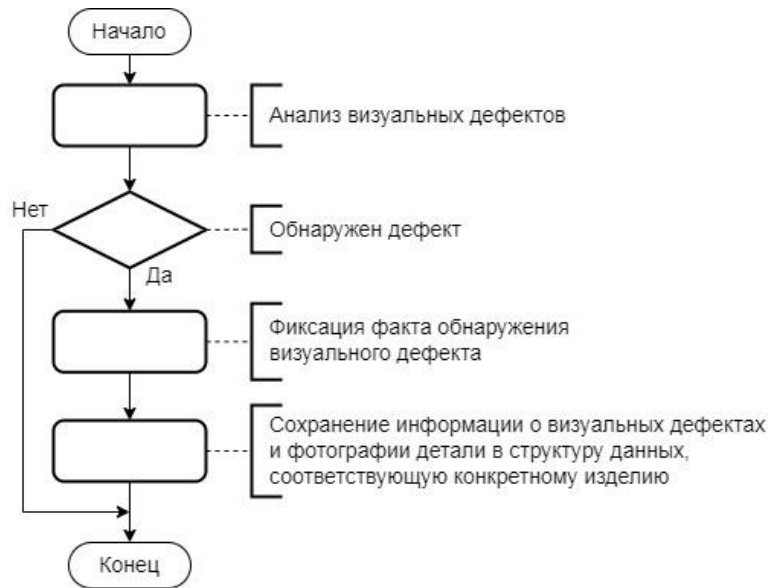 Начало
Анализ визуальных дефектов
Нет
Обнаружен дефект
Да
Фиксация факта обнаружения
визуального дефекта
Сохранение информации о визуальных дефектах
и фотографии детали в структуру данных,
соответствующую конкретному изделию
Конец